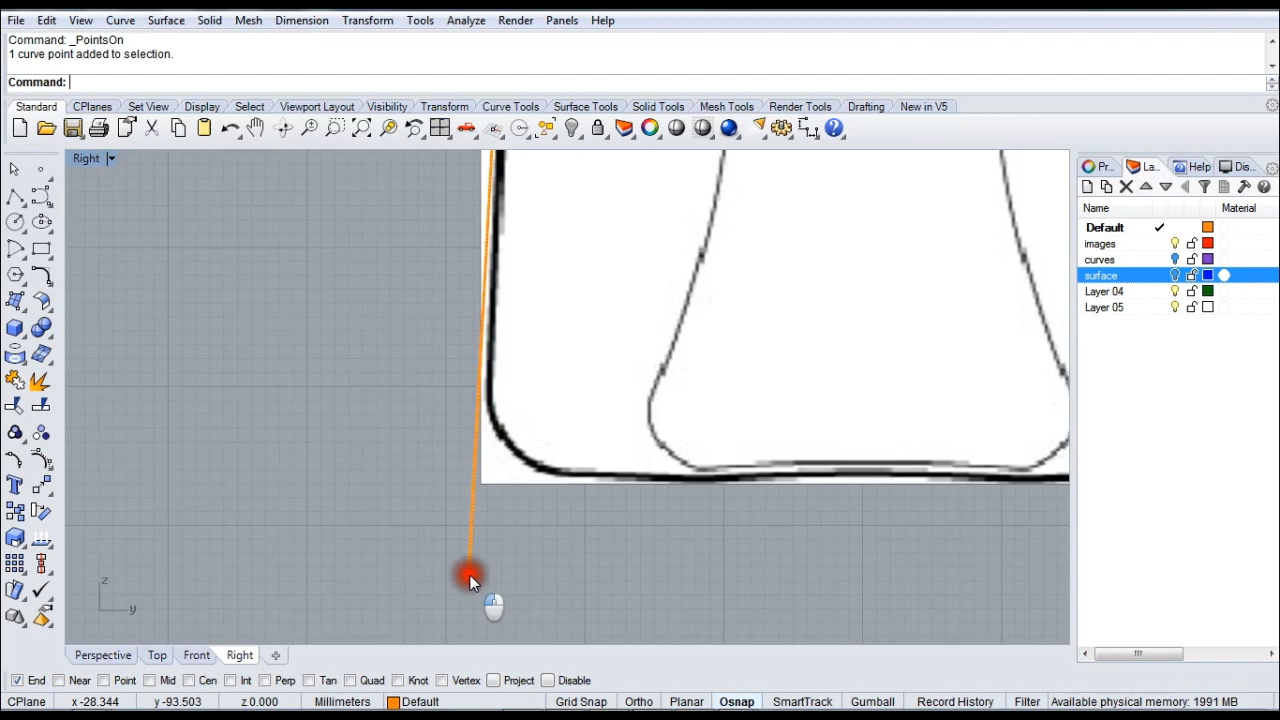 File Edit View Curve Surface Solid Mesh Dimension Transform Tools Analyze Render Panels Help
Command: _PointsOn
1 curve point added to selection.
Command:
Standard CPlanes Set View Display Select Viewport Layout Visibility Transform Curve Tools Surface Tools Solid Tools Mesh Tools Render Tools Drafting New in V5
Right
Pr... La... Help Dis...
Name Material
Default
images
curves
surface
Layer 04
Layer 05
z
y
Perspective Top Front Right
End Near Point Mid Cen Int Perp Tan Quad Knot Vertex Project Disable
CPlane x -28.344 y -93.503 z 0.000 Millimeters Default Grid Snap Ortho Planar Osnap SmartTrack Gumball Record History Filter Available physical memory: 1991 MB